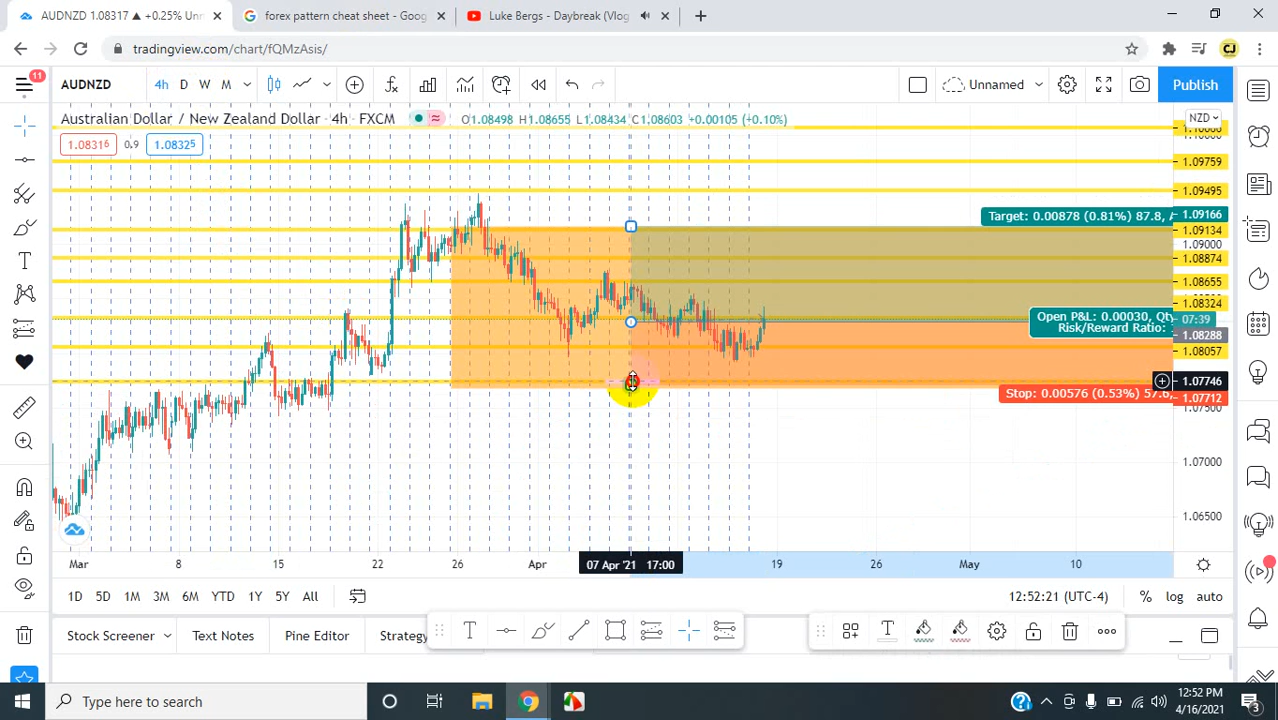 AUDNZD 1.08317 ▲ +0.25% Unn
forex pattern cheat sheet - Goog
Luke Bergs - Daybreak (Vlog
tradingview.com/chart/fQMzAsis/
CJ
11
AUDNZD
4h D W M
Unnamed
Publish
Australian Dollar / New Zealand Dollar · 4h · FXCM
O1.08498 H1.08655 L1.08434 C1.08603 +0.00105 (+0.10%)
NZD
1.08316
0.9
1.08325
1.09759
1.09495
Target: 0.00878 (0.81%) 87.8,
1.09166
1.09134
1.09000
1.08874
1.08655
1.08324
Open P&L: 0.00030, Qty
07:39
Risk/Reward Ratio:
1.08288
1.08057
1.07746
Stop: 0.00576 (0.53%) 57.6,
1.07712
1.07500
1.07000
1.06500
Mar 8 15 22 26 Apr 07 Apr '21 17:00 19 26 May 10
1D 5D 1M 3M 6M YTD 1Y 5Y All
12:52:21 (UTC-4) % log auto
Stock Screener Text Notes Pine Editor Strategy
Type here to search
12:52 PM
4/16/2021
3